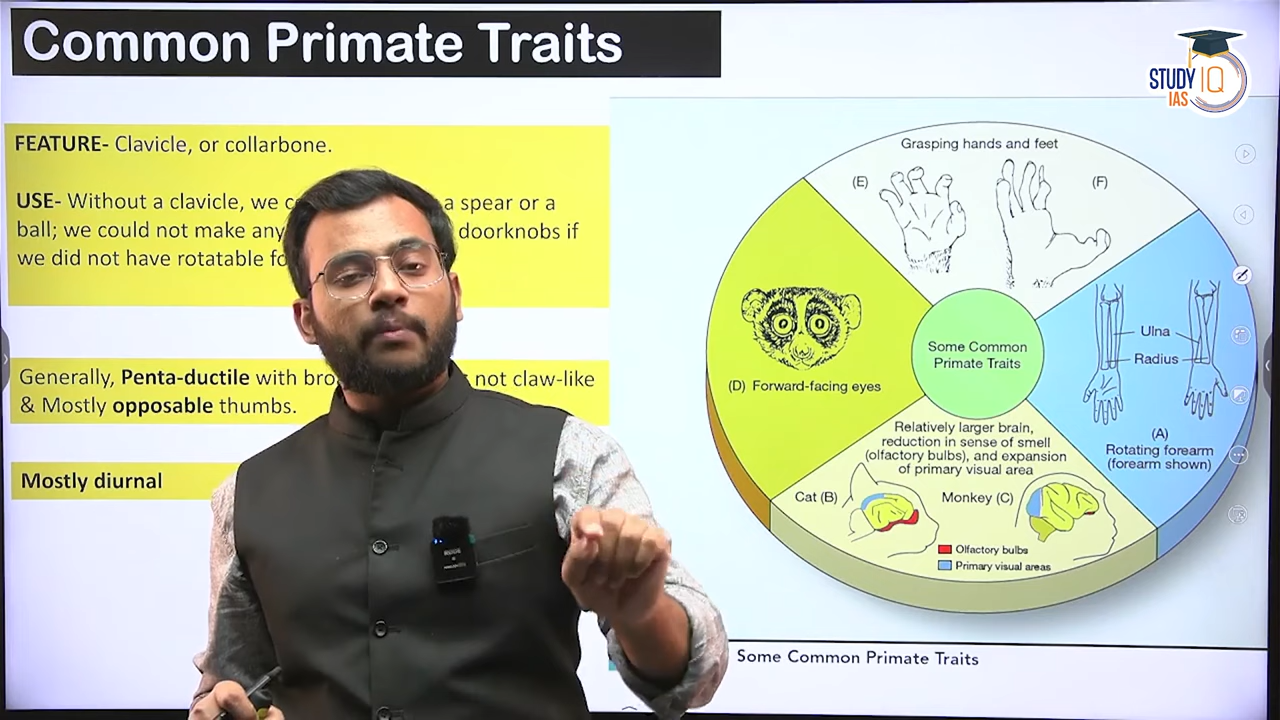 Common Primate Traits
STUDY IQ
IAS
FEATURE- Clavicle, or collarbone.
USE- Without a clavicle, we a spear or a
ball; we could not make any doorknobs if
we did not have rotatable
Generally, Penta-ductile with not claw-like
& Mostly opposable thumbs.
Mostly diurnal
Grasping hands and feet
(E)
(F)
Ulna
Radius
(A)
Rotating forearm
(forearm shown)
Some Common
Primate Traits
(D) Forward-facing eyes
Relatively larger brain,
reduction in sense of smell
(olfactory bulbs), and expansion
of primary visual area
Cat (B)
Monkey (C)
Olfactory bulbs
Primary visual areas
Some Common Primate Traits